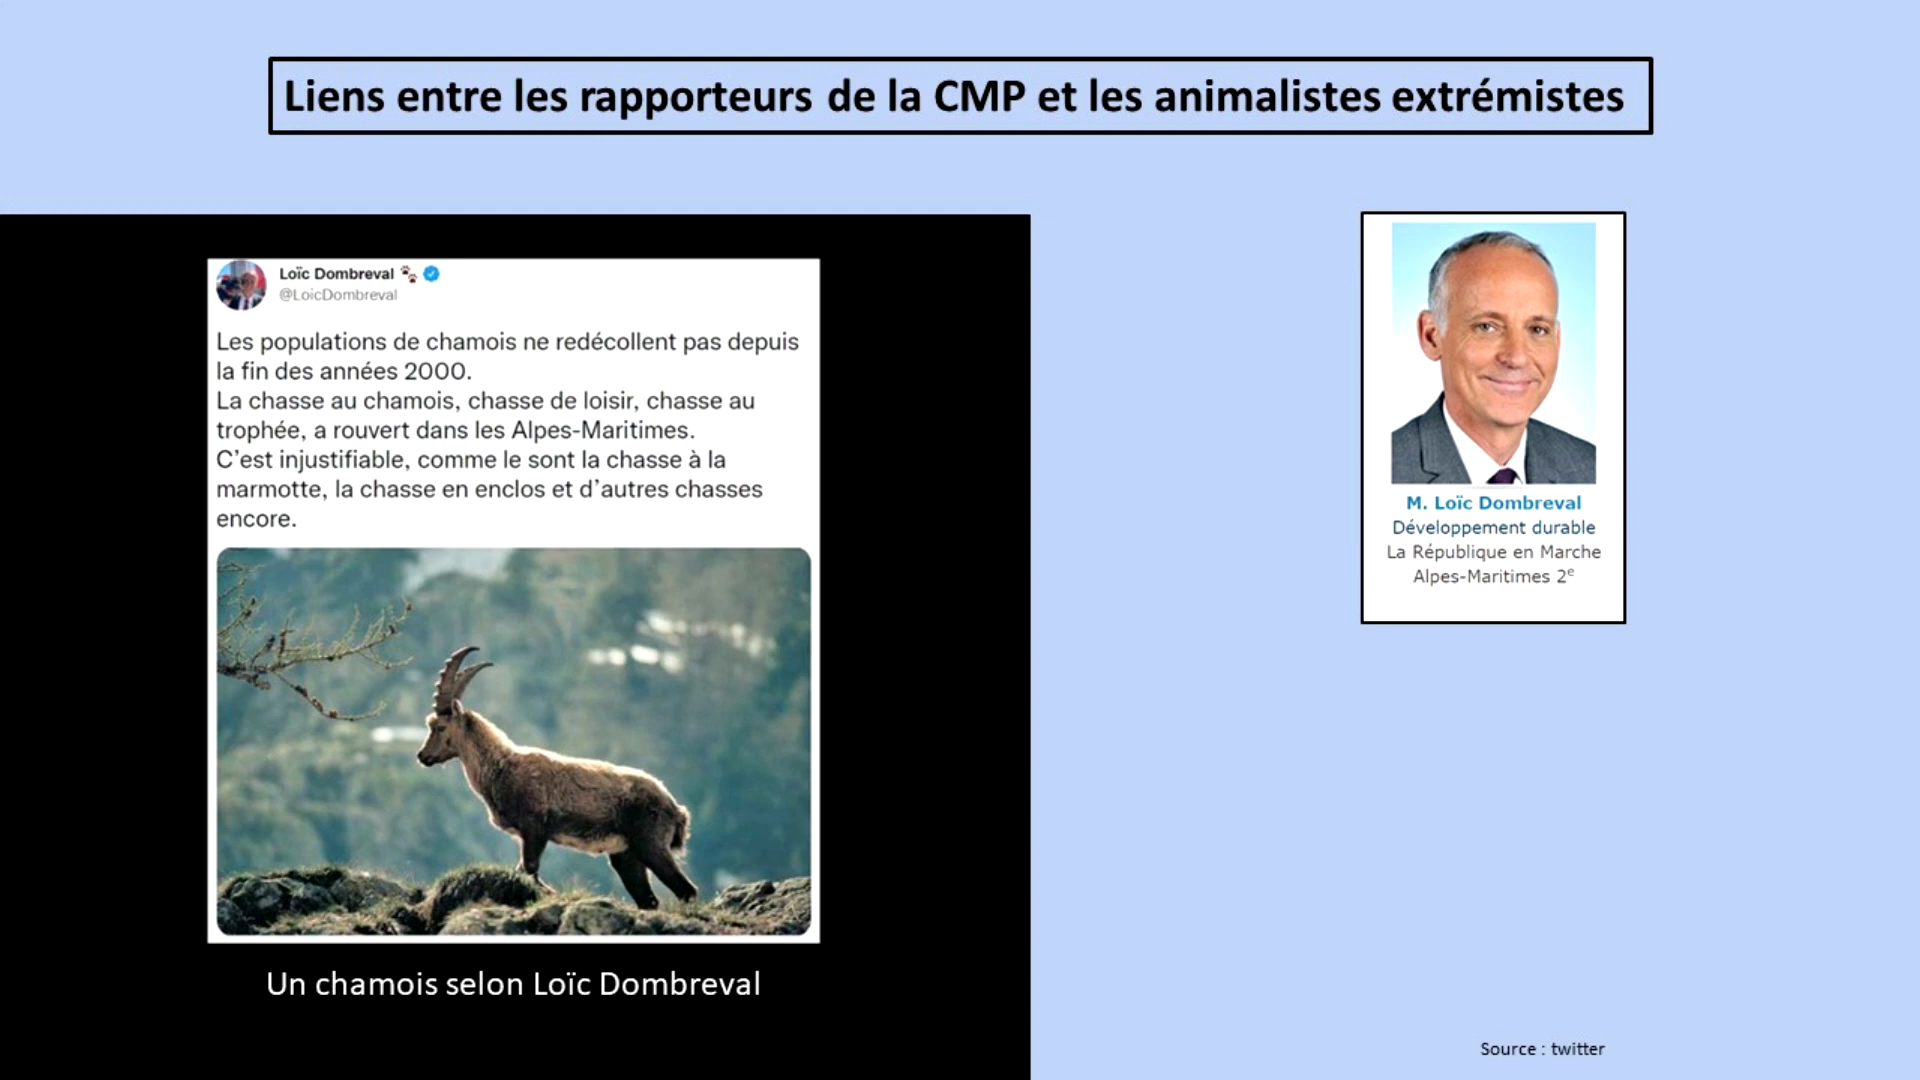 Liens entre les rapporteurs de la CMP et les animalistes extrémistes
Loïc Dombreval
@LoicDombreval
Les populations de chamois ne redécollent pas depuis
la fin des années 2000.
La chasse au chamois, chasse de loisir, chasse au
trophée, a rouvert dans les Alpes-Maritimes.
C'est injustifiable, comme le sont la chasse à la
marmotte, la chasse en enclos et d'autres chasses
encore.
Un chamois selon Loïc Dombreval
M. Loïc Dombreval
Développement durable
La République en Marche
Alpes-Maritimes 2e
Source : twitter